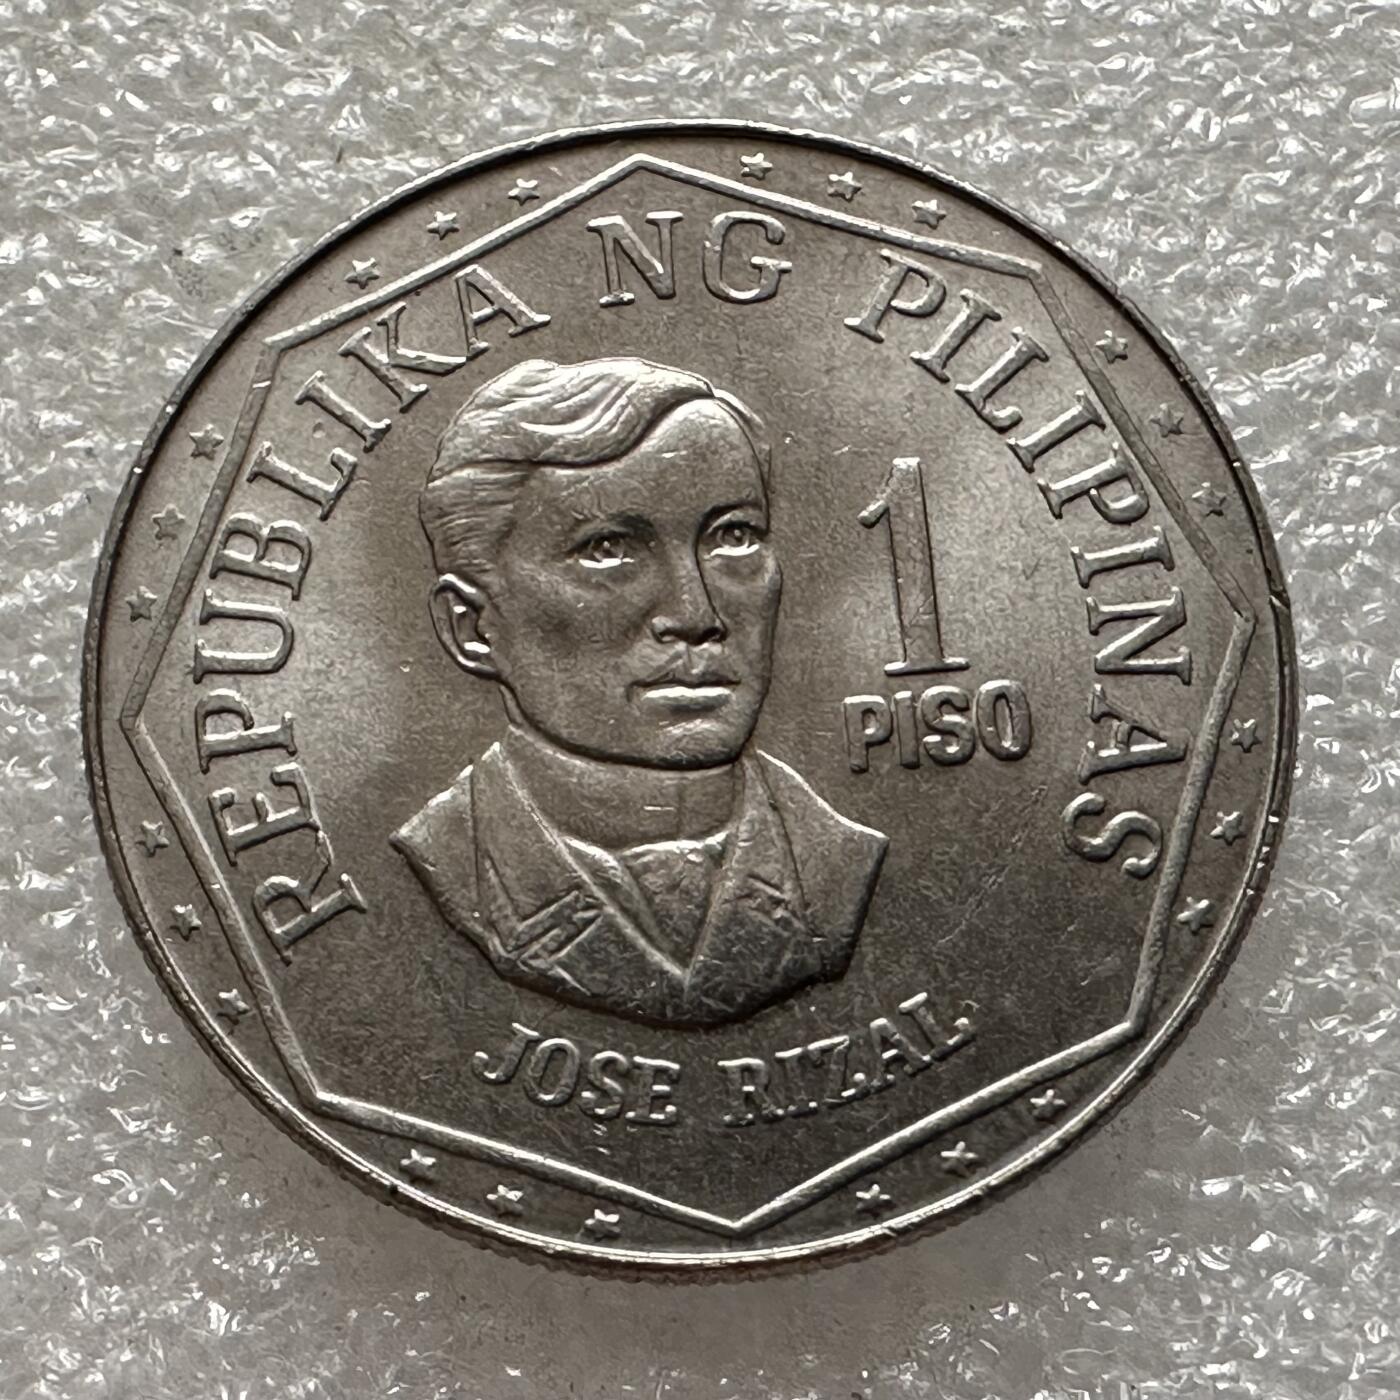 REPUBLIKA NG PILIPINAS
1
PISO
JOSE RIZAL